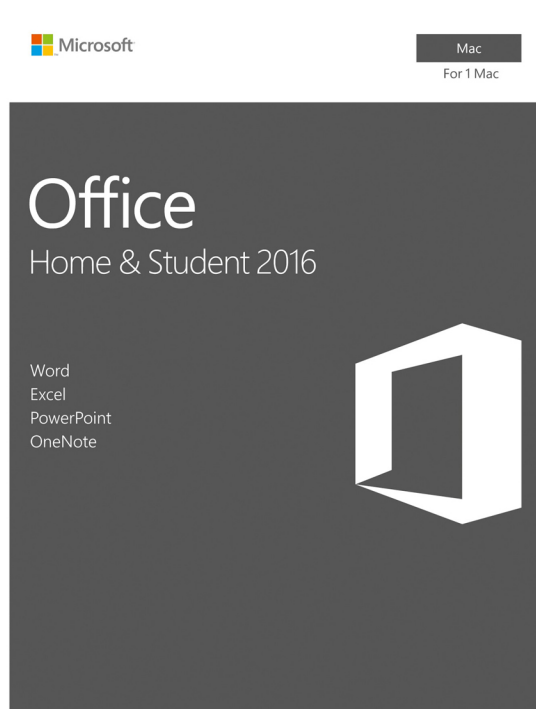 Microsoft
Mac
For 1 Mac
Office
Home & Student 2016
Word
Excel
PowerPoint
OneNote